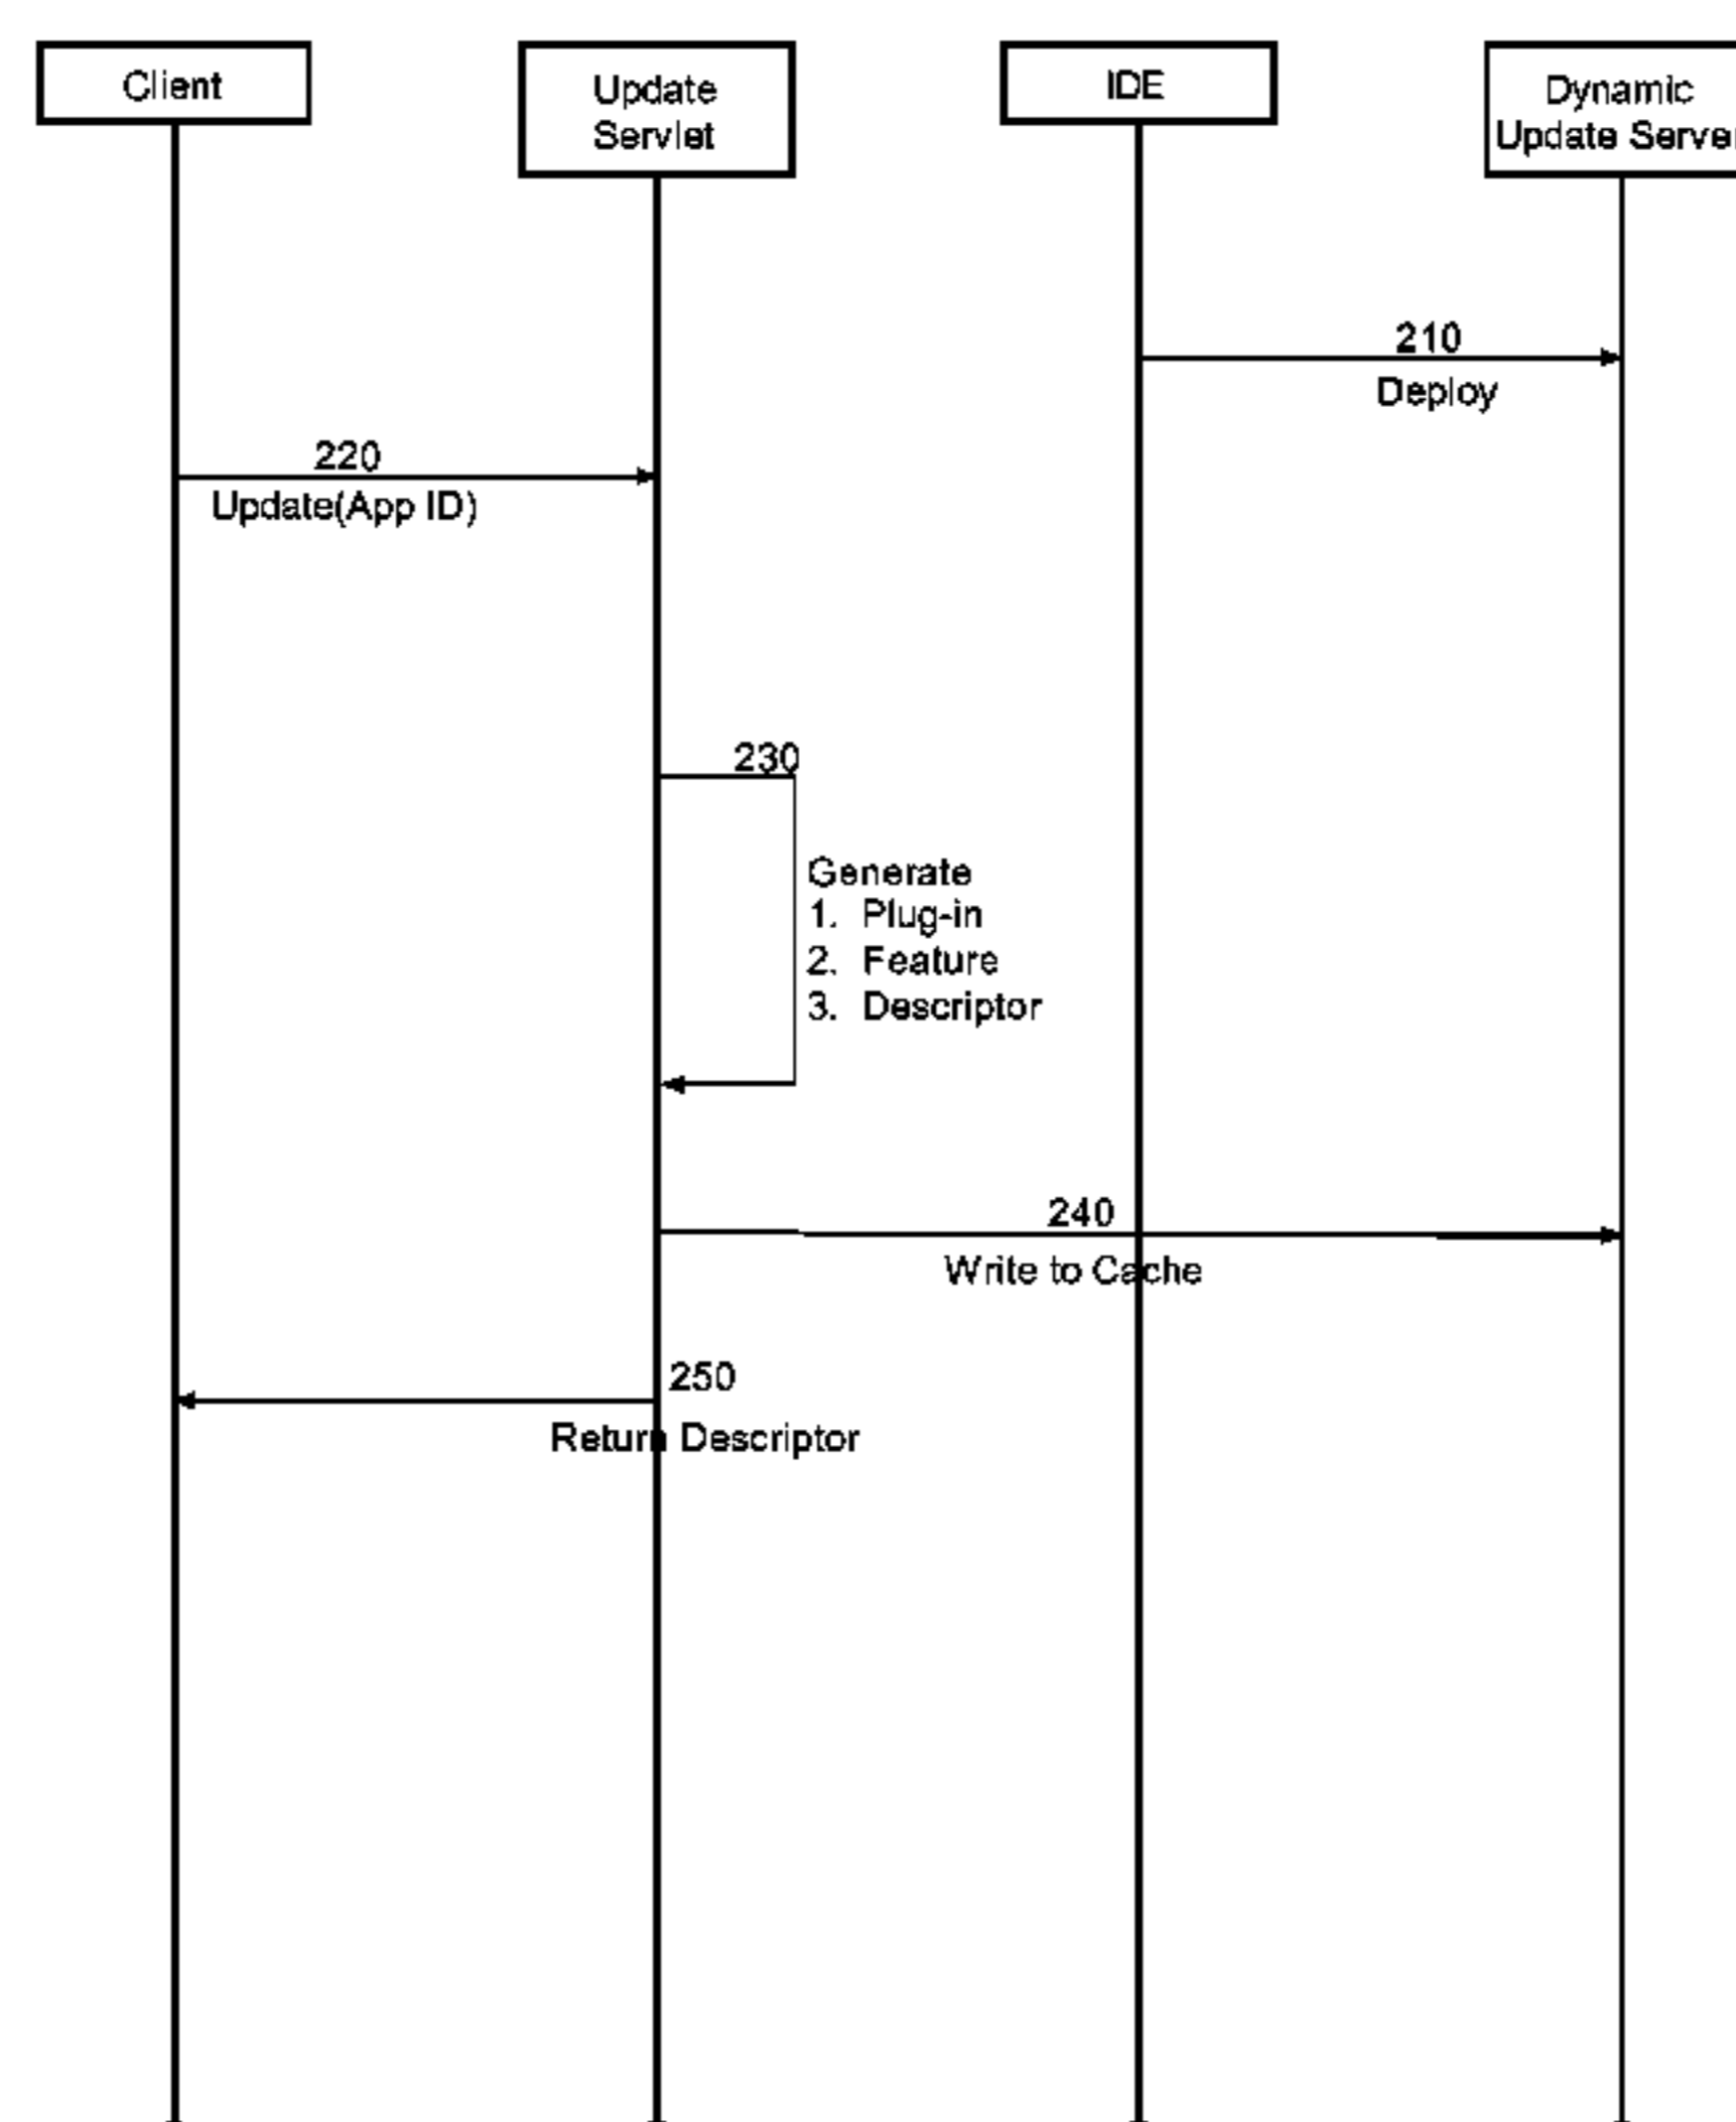 Client
Update
Servlet
IDE
Dynamic
Update Server
210
Deploy
220
Update(App ID)
230
Generate
1. Plug-in
2. Feature
3. Descriptor
240
Write to Cache
250
Return Descriptor